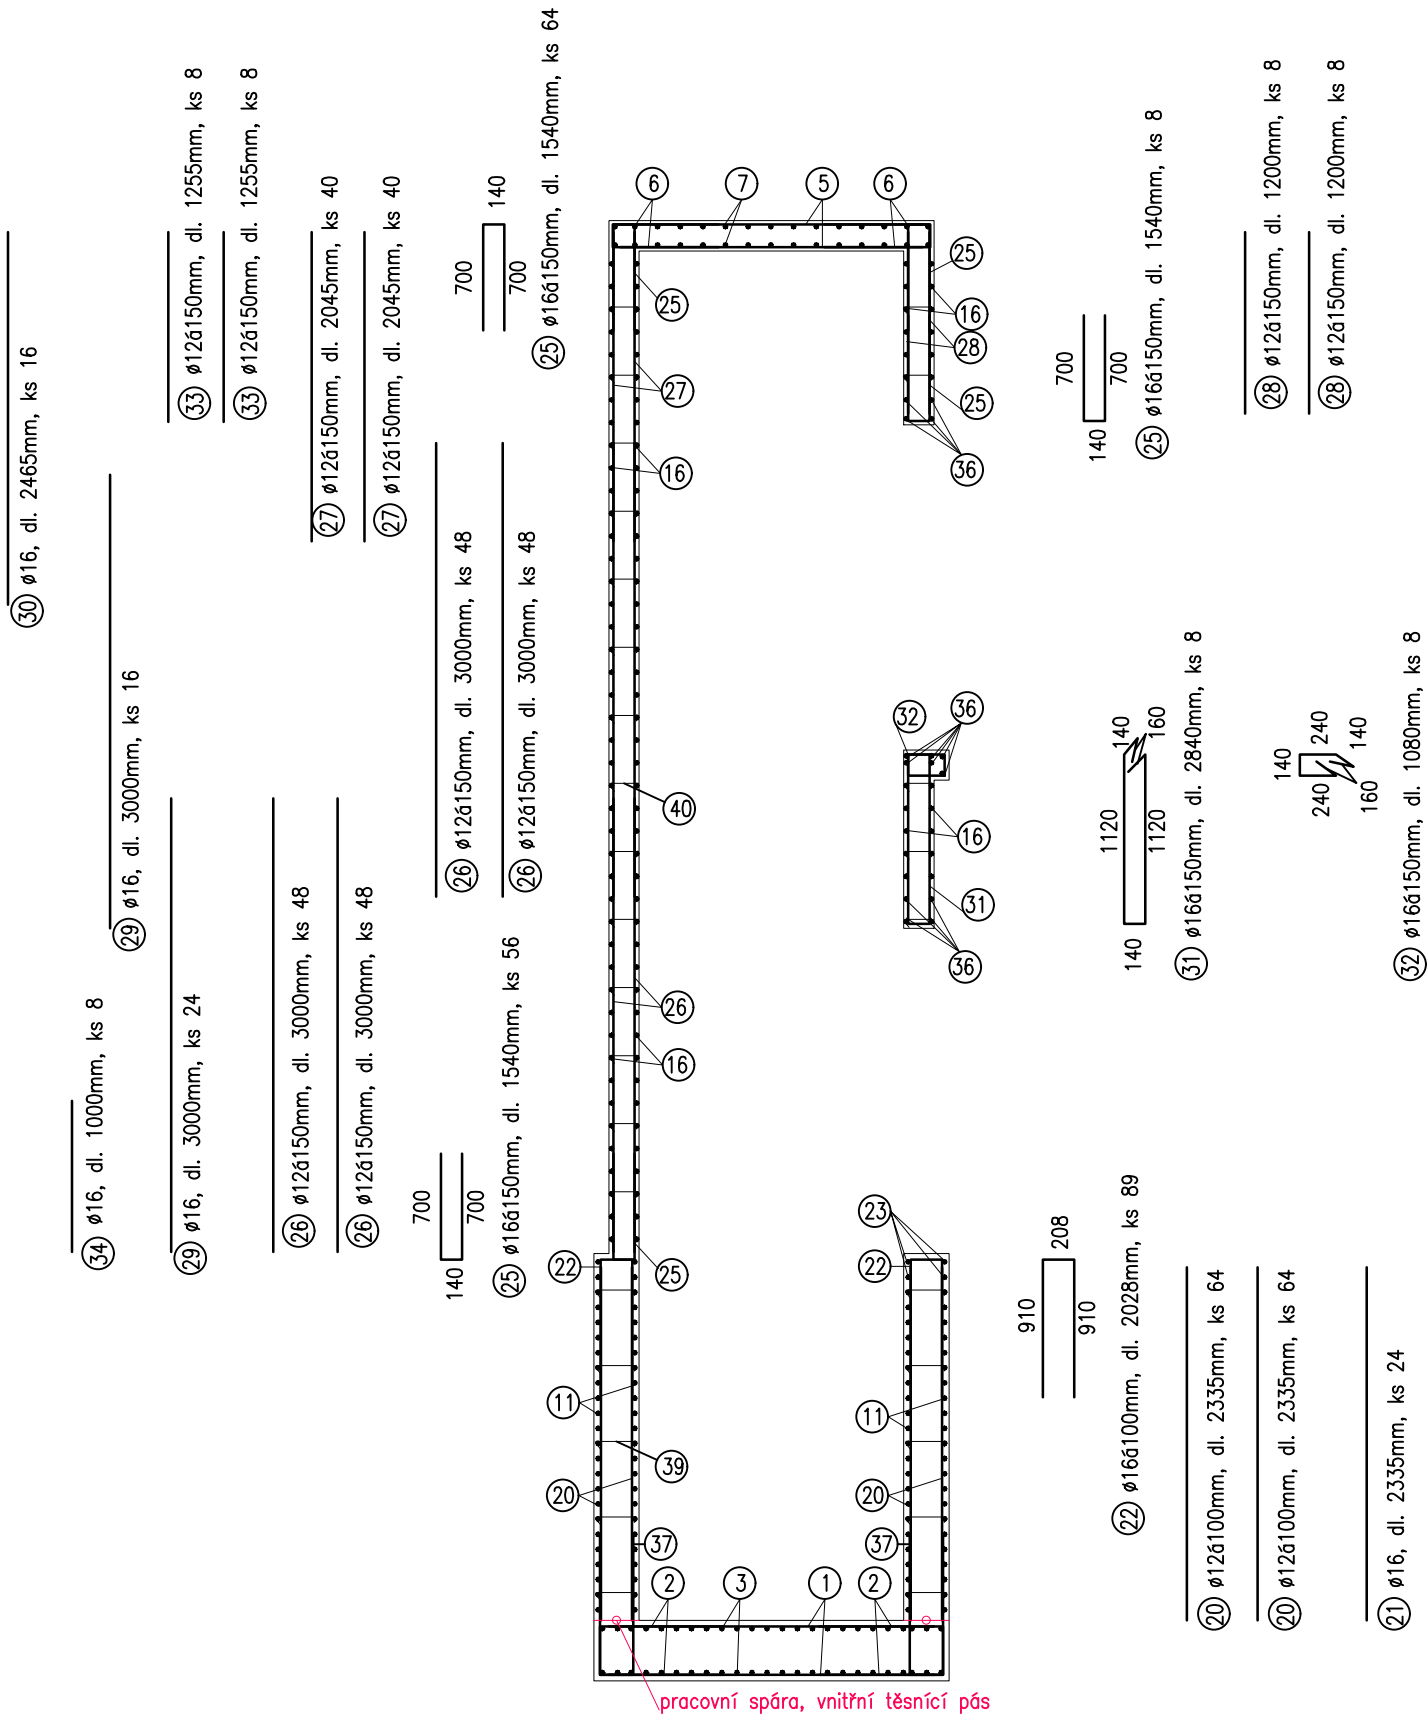 30 ø16, dl. 2465mm, ks 16
33 ø12á150mm, dl. 1255mm, ks 8
33 ø12á150mm, dl. 1255mm, ks 8
27 ø12á150mm, dl. 2045mm, ks 40
27 ø12á150mm, dl. 2045mm, ks 40
140
700
700
25 ø16á150mm, dl. 1540mm, ks 64
29 ø16, dl. 3000mm, ks 16
26 ø12á150mm, dl. 3000mm, ks 48
26 ø12á150mm, dl. 3000mm, ks 48
34 ø16, dl. 1000mm, ks 8
29 ø16, dl. 3000mm, ks 24
26 ø12á150mm, dl. 3000mm, ks 48
26 ø12á150mm, dl. 3000mm, ks 48
700
700
140
25 ø16á150mm, dl. 1540mm, ks 56
6
7
5
6
25
25
16
28
27
25
16
36
32
36
40
16
31
36
26
16
23
22
25
22
11
11
39
20
20
37
37
2
3
1
2
pracovní spára, vnitřní těsnící pás
700
700
140
25 ø16á150mm, dl. 1540mm, ks 8
28 ø12á150mm, dl. 1200mm, ks 8
28 ø12á150mm, dl. 1200mm, ks 8
140
160
1120
1120
140
31 ø16á150mm, dl. 2840mm, ks 8
140
240
140
240
160
32 ø16á150mm, dl. 1080mm, ks 8
208
910
910
22 ø16á100mm, dl. 2028mm, ks 89
20 ø12á100mm, dl. 2335mm, ks 64
20 ø12á100mm, dl. 2335mm, ks 64
21 ø16, dl. 2335mm, ks 24